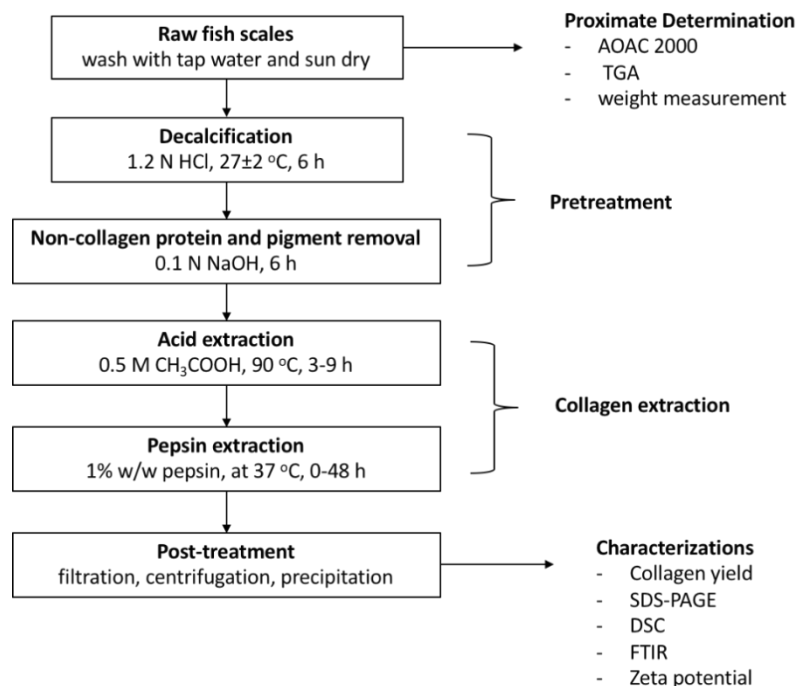 Raw fish scales
wash with tap water and sun dry
Proximate Determination
- AOAC 2000
- TGA
- weight measurement
Decalcification
1.2 N HCl, 27±2 °C, 6 h
Non-collagen protein and pigment removal
0.1 N NaOH, 6 h
Pretreatment
Acid extraction
0.5 M CH₃COOH, 90 °C, 3-9 h
Pepsin extraction
1% w/w pepsin, at 37 °C, 0-48 h
Collagen extraction
Post-treatment
filtration, centrifugation, precipitation
Characterizations
- Collagen yield
- SDS-PAGE
- DSC
- FTIR
- Zeta potential